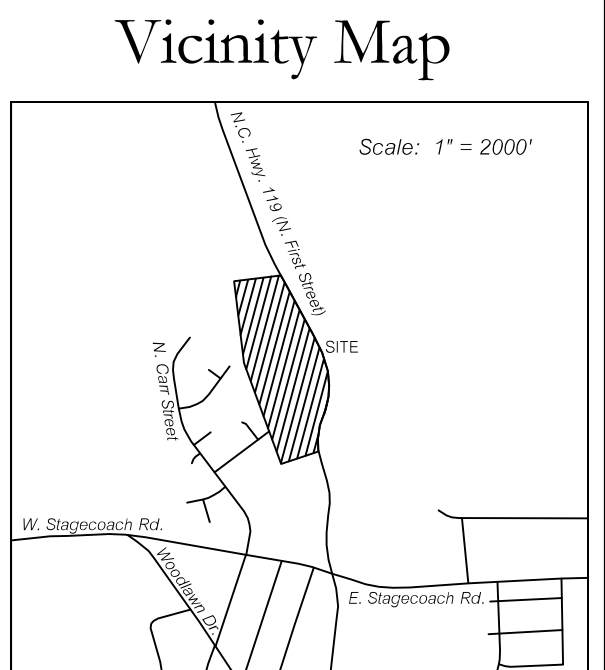 Vicinity Map
Scale: 1" = 2000'
N.C. Hwy. 119 (N. First Street)
SITE
N. Carr Street
W. Stagecoach Rd.
Woodlawn Dr.
E. Stagecoach Rd.